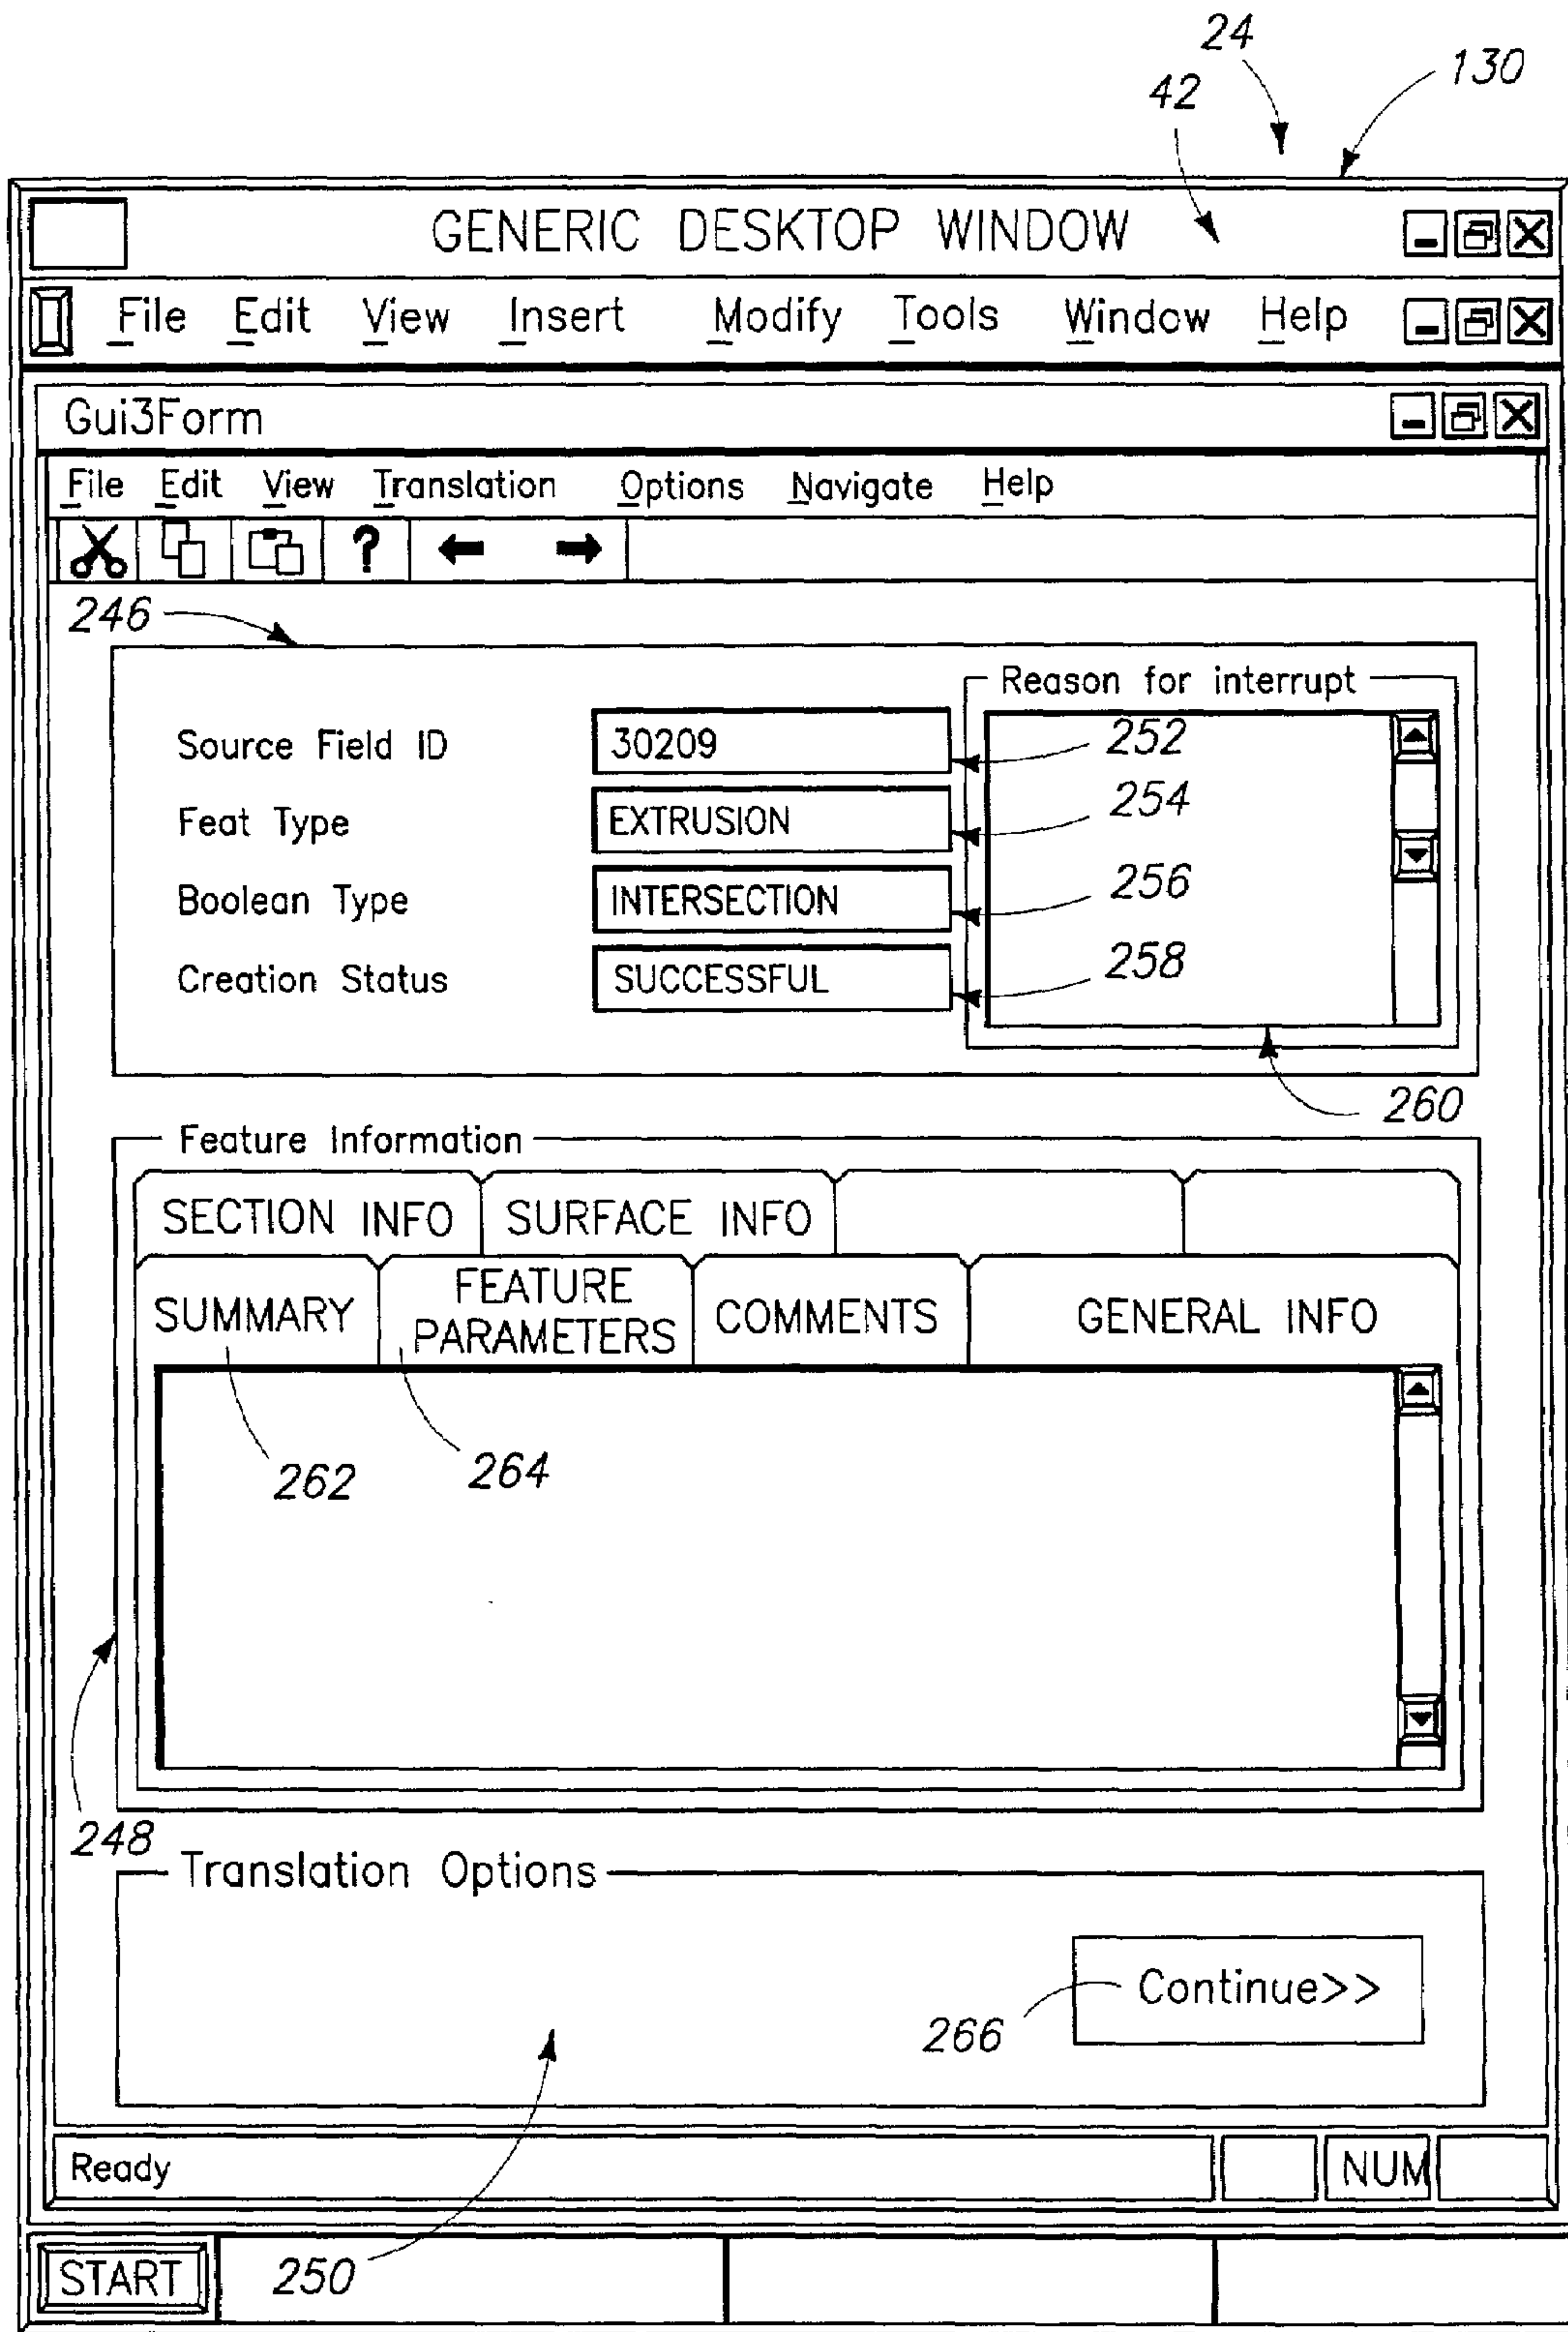 24
130
42
GENERIC DESKTOP WINDOW
File Edit View Insert Modify Tools Window Help
Gui3Form
File Edit View Translation Options Navigate Help
?
246
Reason for interrupt
Source Field ID 30209 252
Feat Type EXTRUSION 254
Boolean Type INTERSECTION 256
Creation Status SUCCESSFUL 258
260
Feature Information
SECTION INFO SURFACE INFO
SUMMARY FEATURE PARAMETERS COMMENTS GENERAL INFO
262 264
248
Translation Options
Continue>>
266
Ready NUM
START 250